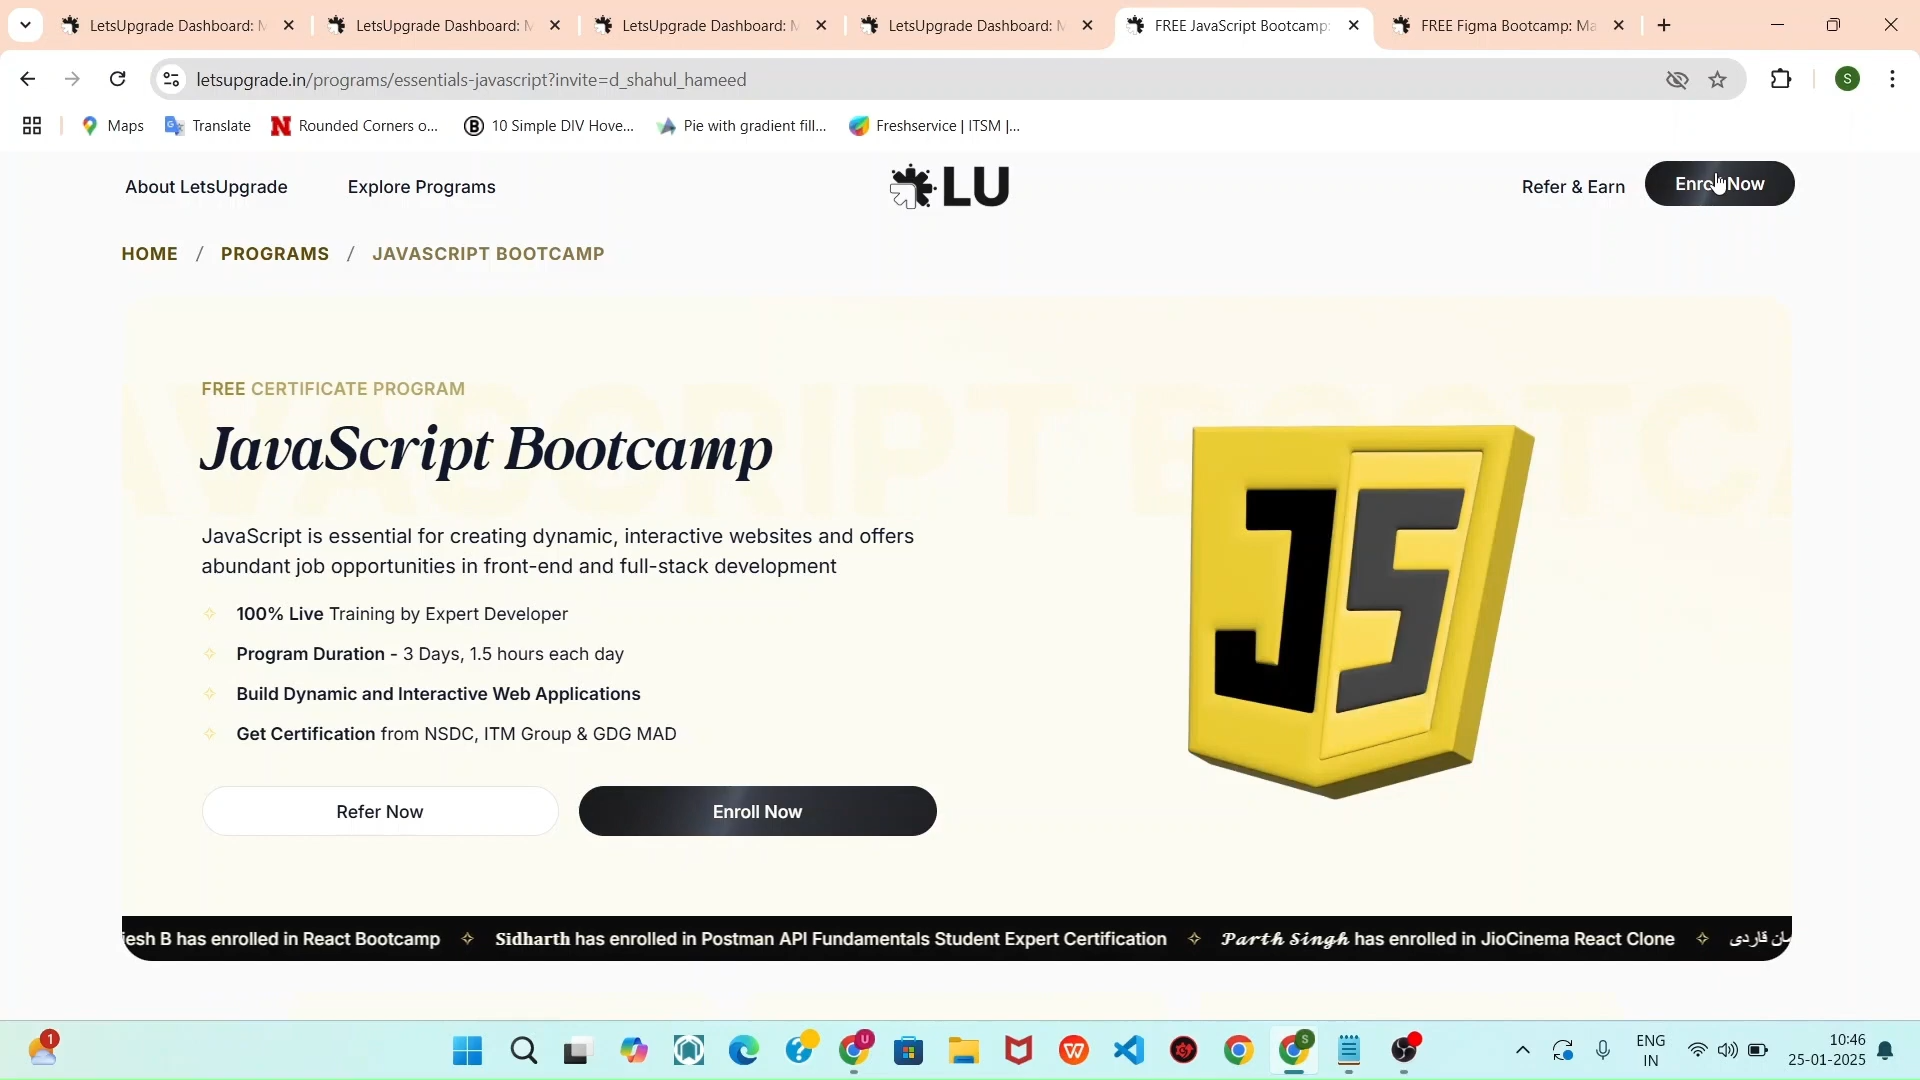 LetsUpgrade Dashboard: M
LetsUpgrade Dashboard: M
LetsUpgrade Dashboard: M
LetsUpgrade Dashboard: M
FREE JavaScript Bootcamp:
FREE Figma Bootcamp: Ma
letsupgrade.in/programs/essentials-javascript?invite=d_shahul_hameed
S
Maps
Translate
Rounded Corners o...
10 Simple DIV Hove...
Pie with gradient fill...
Freshservice | ITSM |...
About LetsUpgrade
Explore Programs
LU
Refer & Earn
Enroll Now
HOME / PROGRAMS / JAVASCRIPT BOOTCAMP
AVASCRIPT BOOTC
FREE CERTIFICATE PROGRAM
JavaScript Bootcamp
JavaScript is essential for creating dynamic, interactive websites and offers
abundant job opportunities in front-end and full-stack development
100% Live Training by Expert Developer
Program Duration - 3 Days, 1.5 hours each day
Build Dynamic and Interactive Web Applications
Get Certification from NSDC, ITM Group & GDG MAD
JS
Refer Now
Enroll Now
esh B has enrolled in React Bootcamp ✧ Sidharth has enrolled in Postman API Fundamentals Student Expert Certification ✧ 𝓟𝓪𝓻𝓽𝓱 𝓢𝓲𝓷𝓰𝓱 has enrolled in JioCinema React Clone ✧
1
U
S
ENG
IN
10:46
25-01-2025